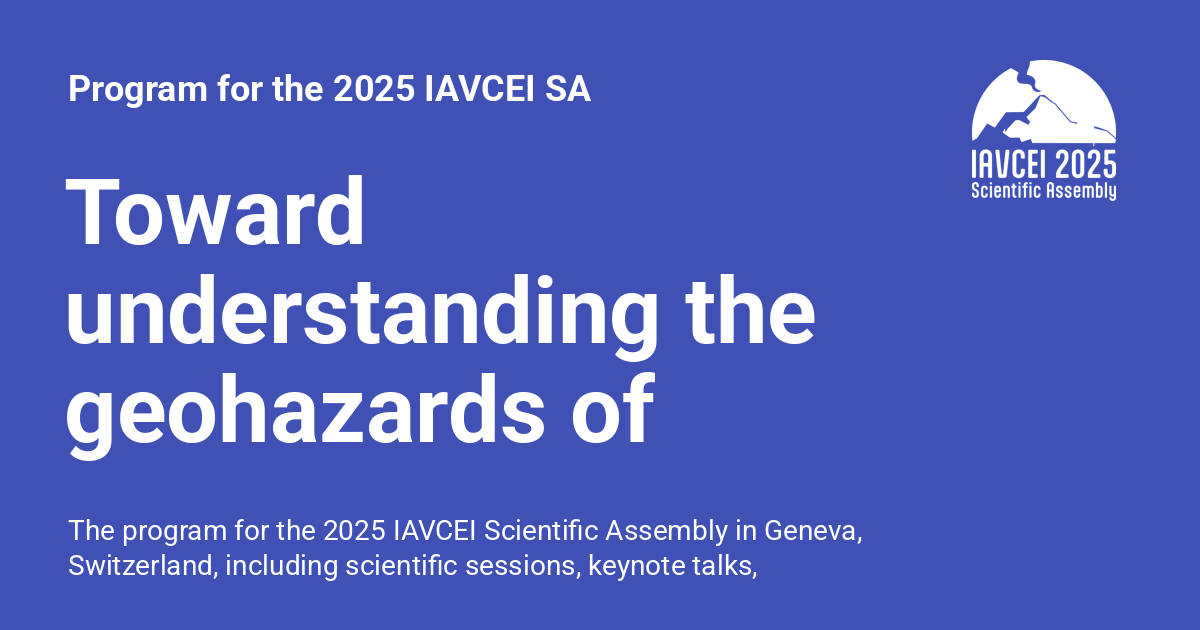 Program for the 2025 IAVCEI SA
IAVCEI 2025
Scientific Assembly
Toward
understanding the
geohazards of
The program for the 2025 IAVCEI Scientific Assembly in Geneva,
Switzerland, including scientific sessions, keynote talks,